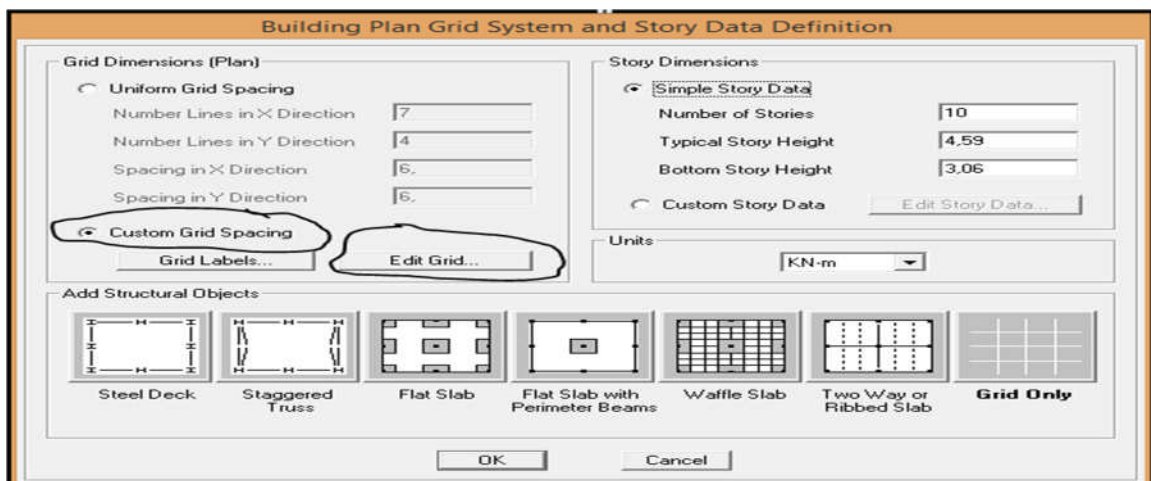 Building Plan Grid System and Story Data Definition
Grid Dimensions (Plan)
Uniform Grid Spacing
Number Lines in X Direction 7
Number Lines in Y Direction 4
Spacing in X Direction 6,
Spacing in Y Direction 6,
Custom Grid Spacing
Grid Labels... Edit Grid...
Story Dimensions
Simple Story Data
Number of Stories 10
Typical Story Height 4,59
Bottom Story Height 3,06
Custom Story Data Edit Story Data...
Units
KN-m
Add Structural Objects
Steel Deck
Staggered
Truss
Flat Slab
Flat Slab with
Perimeter Beams
Waffle Slab
Two Way or
Ribbed Slab
Grid Only
OK Cancel